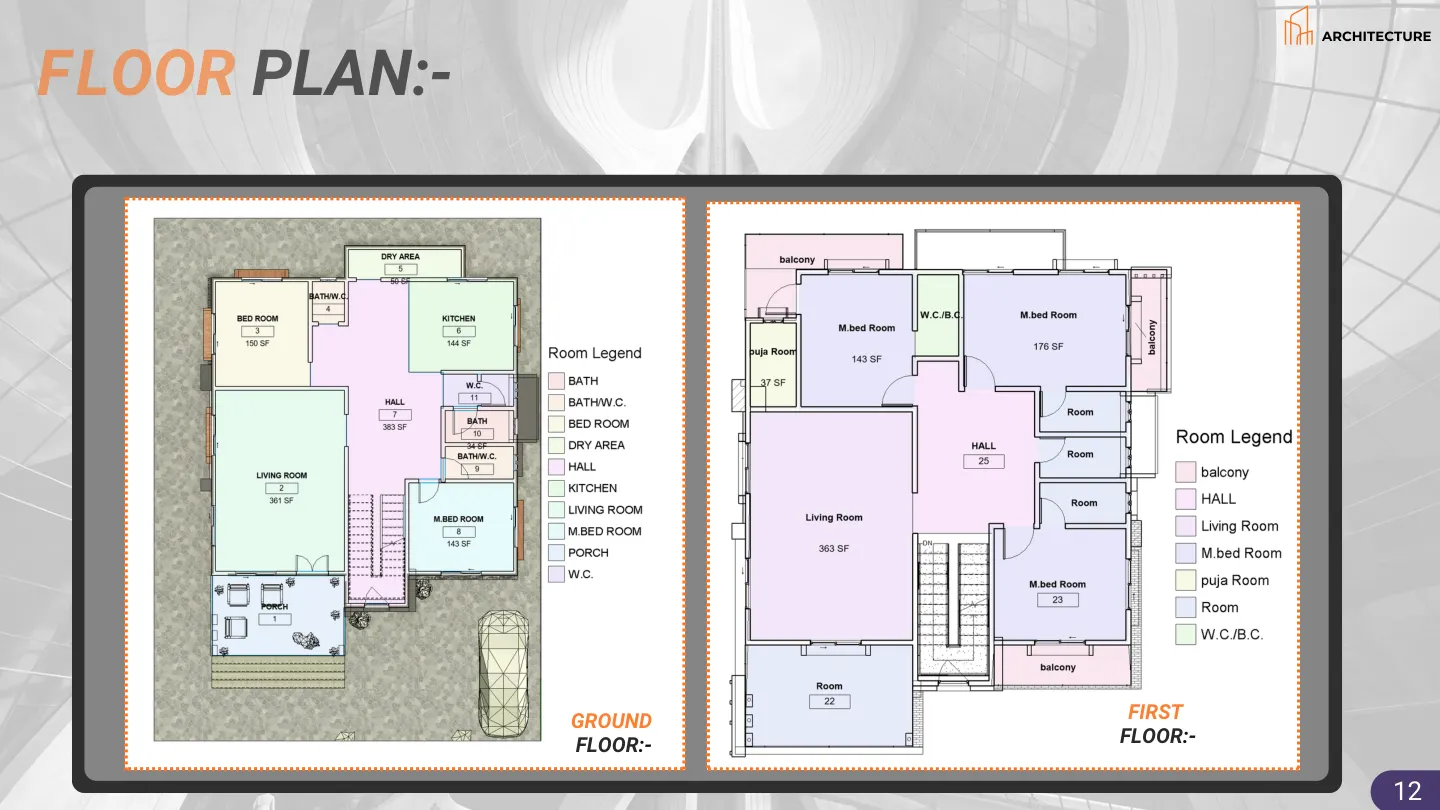 ARCHITECTURE
FLOOR PLAN:-
DRY AREA
5
50 SF
BATH/W.C.
4
BED ROOM
3
150 SF
KITCHEN
6
144 SF
W.C.
11
HALL
7
383 SF
BATH
10
34 SF
BATH/W.C.
9
LIVING ROOM
2
361 SF
M.BED ROOM
8
143 SF
PORCH
1
Room Legend
BATH
BATH/W.C.
BED ROOM
DRY AREA
HALL
KITCHEN
LIVING ROOM
M.BED ROOM
PORCH
W.C.
GROUND
FLOOR:-
balcony
M.bed Room
143 SF
W.C./B.C.
M.bed Room
176 SF
balcony
puja Room
37 SF
Room
Room
Room
HALL
25
Living Room
363 SF
DN
M.bed Room
23
balcony
Room
22
Room Legend
balcony
HALL
Living Room
M.bed Room
puja Room
Room
W.C./B.C.
FIRST
FLOOR:-
12